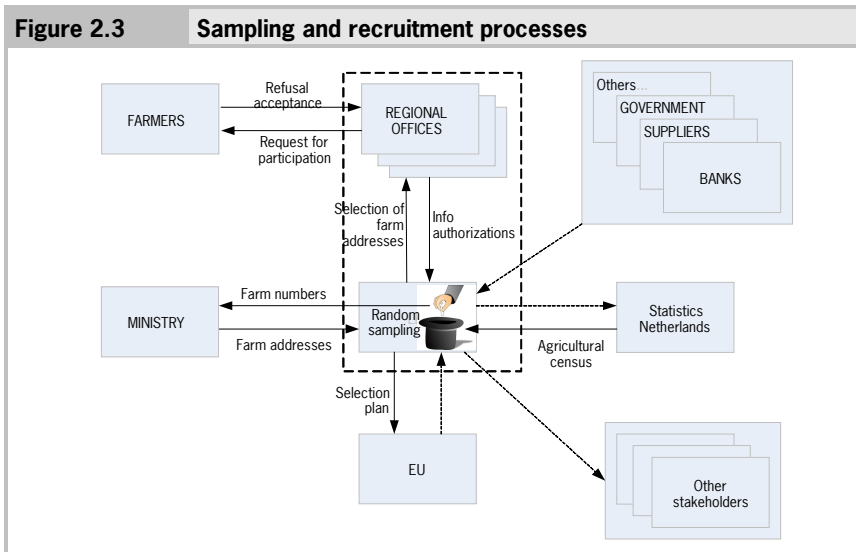 Figure 2.3 Sampling and recruitment processes
Refusal
acceptance
FARMERS
Request for
participation
REGIONAL
OFFICES
Others...
GOVERNMENT
SUPPLIERS
BANKS
Selection of
farm
addresses
Info
authorizations
MINISTRY
Farm numbers
Farm addresses
Random
sampling
Statistics
Netherlands
Agricultural
census
Selection
plan
EU
Other
stakeholders